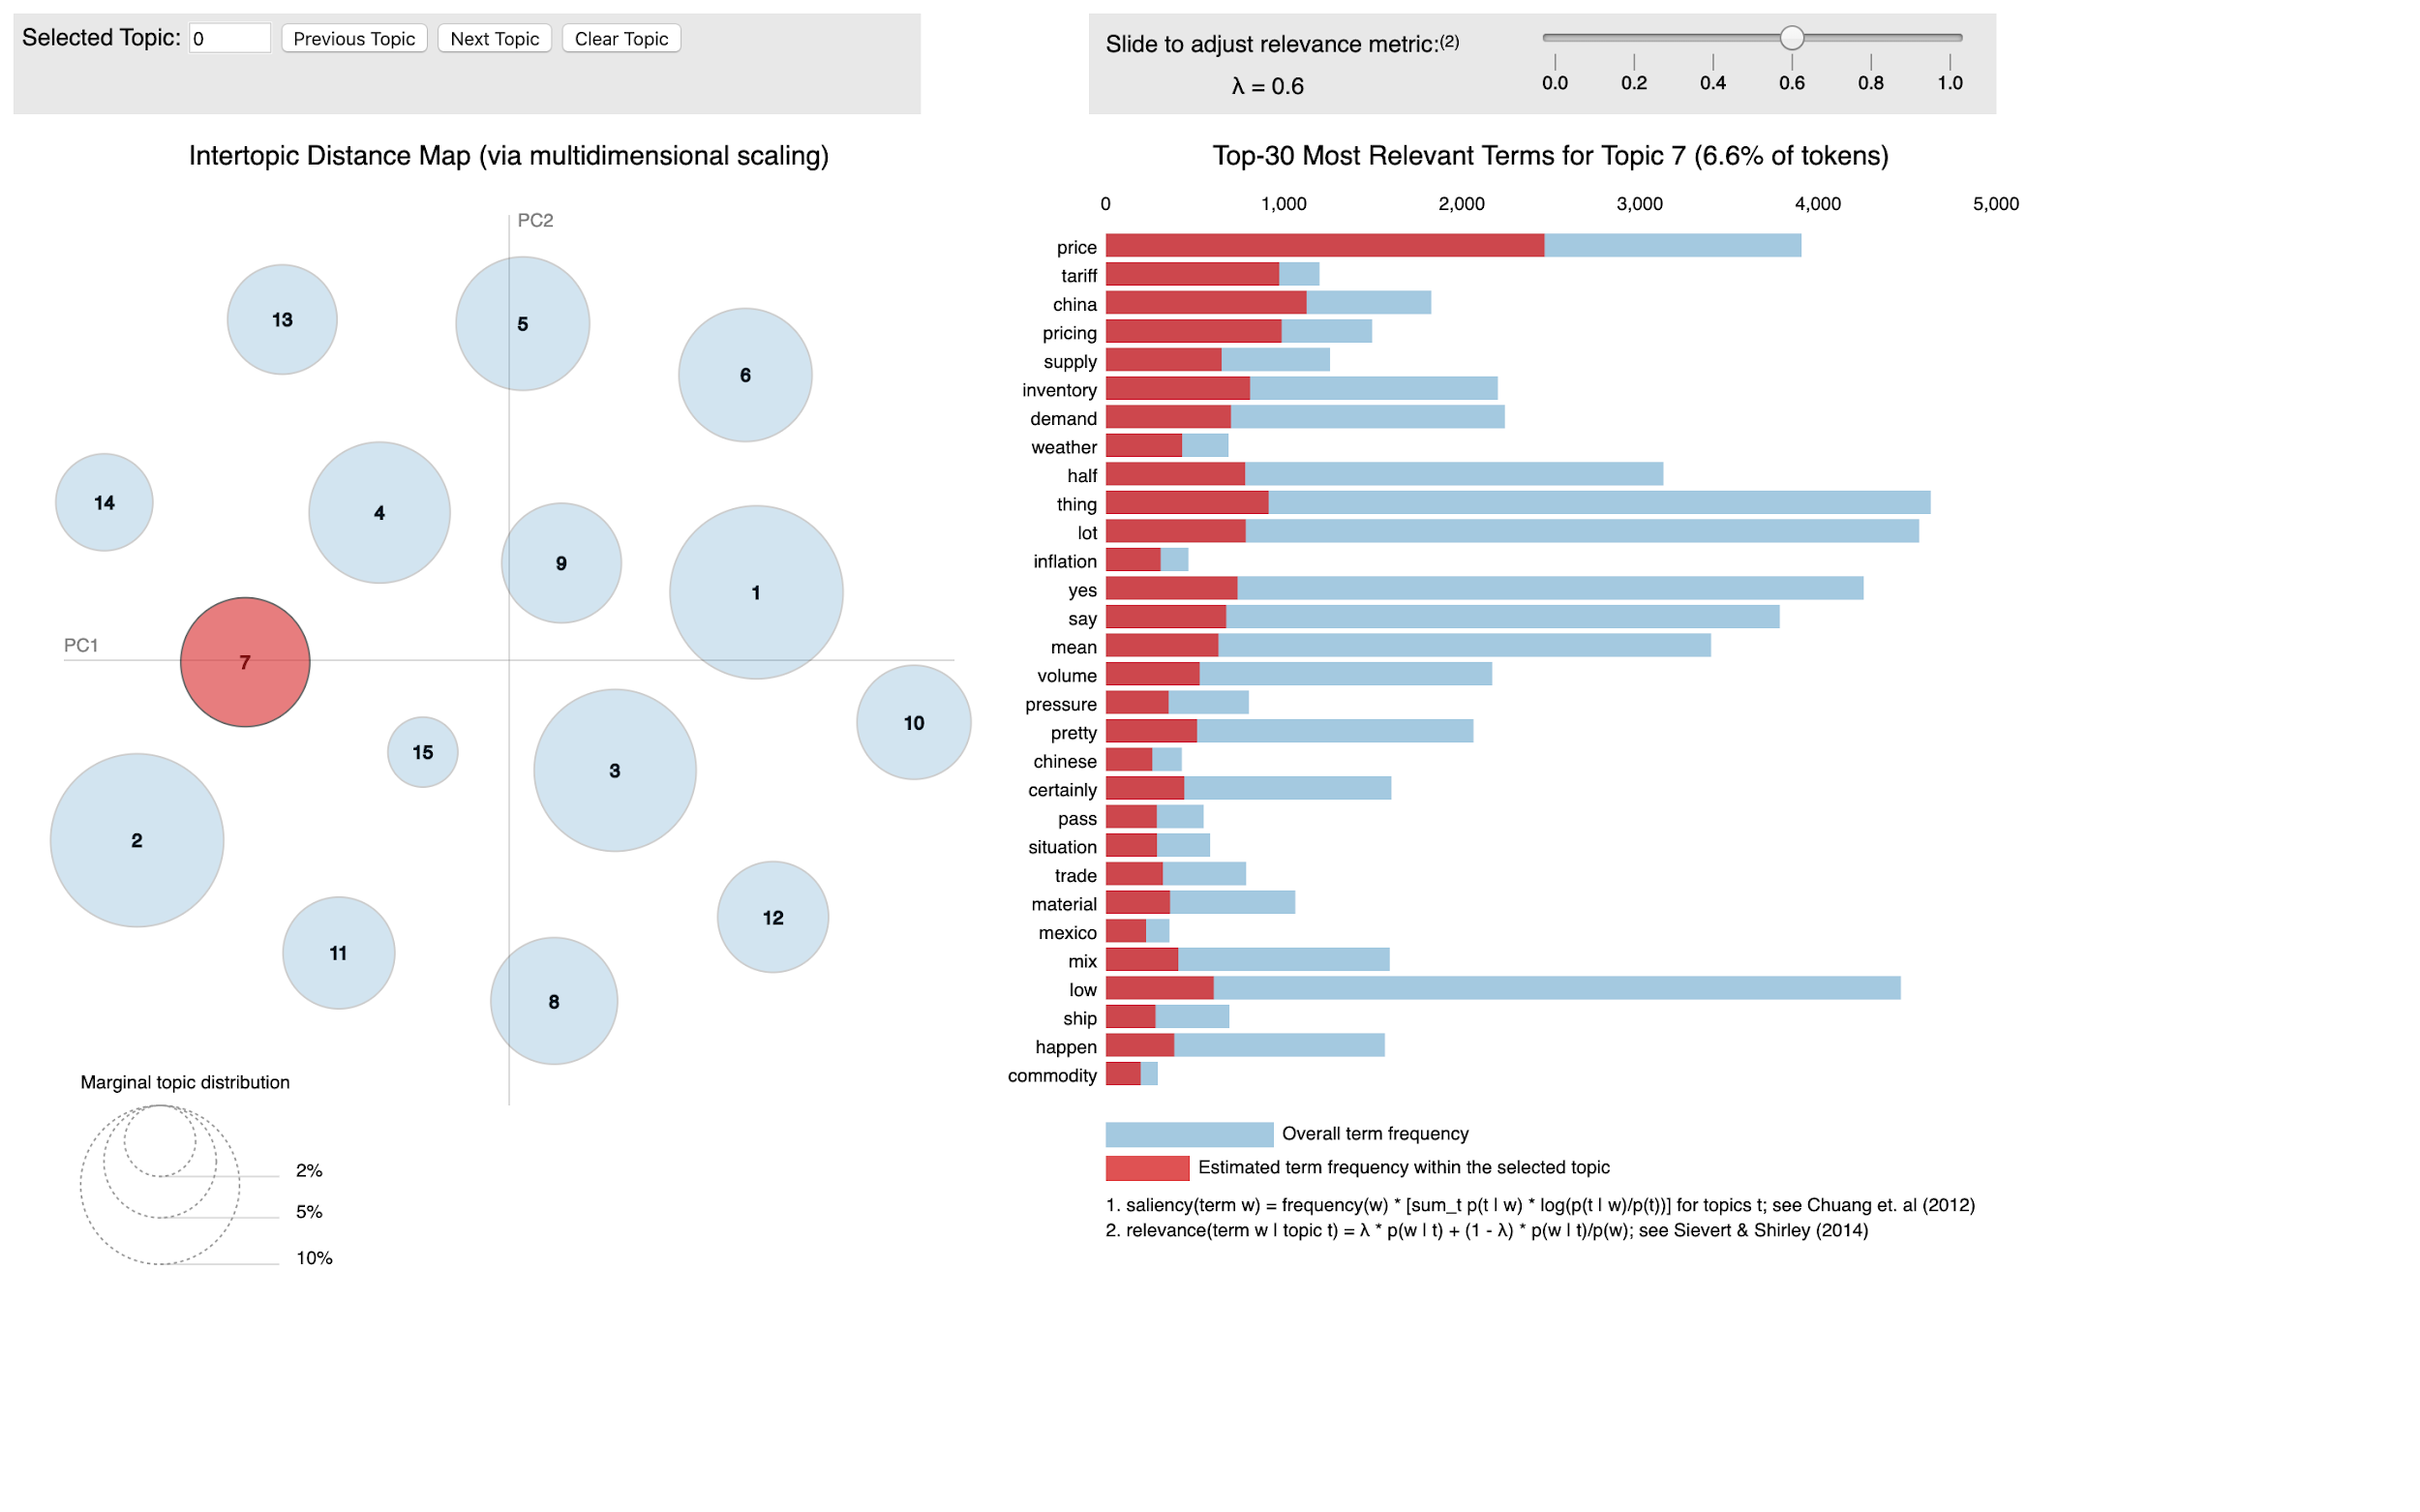 Selected Topic: 0 Previous Topic Next Topic Clear Topic
Slide to adjust relevance metric:(2)
λ = 0.6
0.0 0.2 0.4 0.6 0.8 1.0
Intertopic Distance Map (via multidimensional scaling)
PC2
PC1
13
5
6
14
4
9
1
7
10
15
3
2
12
11
8
Marginal topic distribution
2%
5%
10%
Top-30 Most Relevant Terms for Topic 7 (6.6% of tokens)
0 1,000 2,000 3,000 4,000 5,000
price
tariff
china
pricing
supply
inventory
demand
weather
half
thing
lot
inflation
yes
say
mean
volume
pressure
pretty
chinese
certainly
pass
situation
trade
material
mexico
mix
low
ship
happen
commodity
Overall term frequency
Estimated term frequency within the selected topic
1. saliency(term w) = frequency(w) * [sum_t p(t | w) * log(p(t | w)/p(t))] for topics t; see Chuang et. al (2012)
2. relevance(term w | topic t) = λ * p(w | t) + (1 - λ) * p(w | t)/p(w); see Sievert & Shirley (2014)